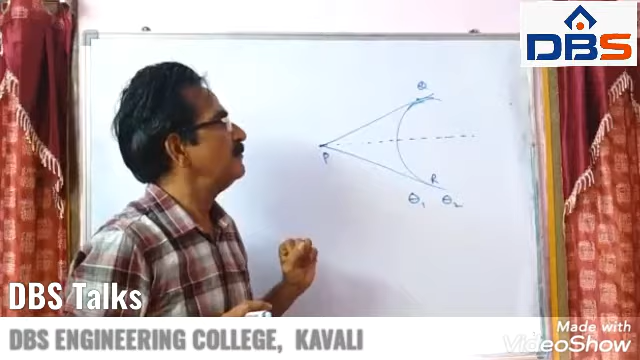 DBS
Q
P
R
θ₁ θ₂
DBS Talks
DBS ENGINEERING COLLEGE, KAVALI
Made with
VideoShow